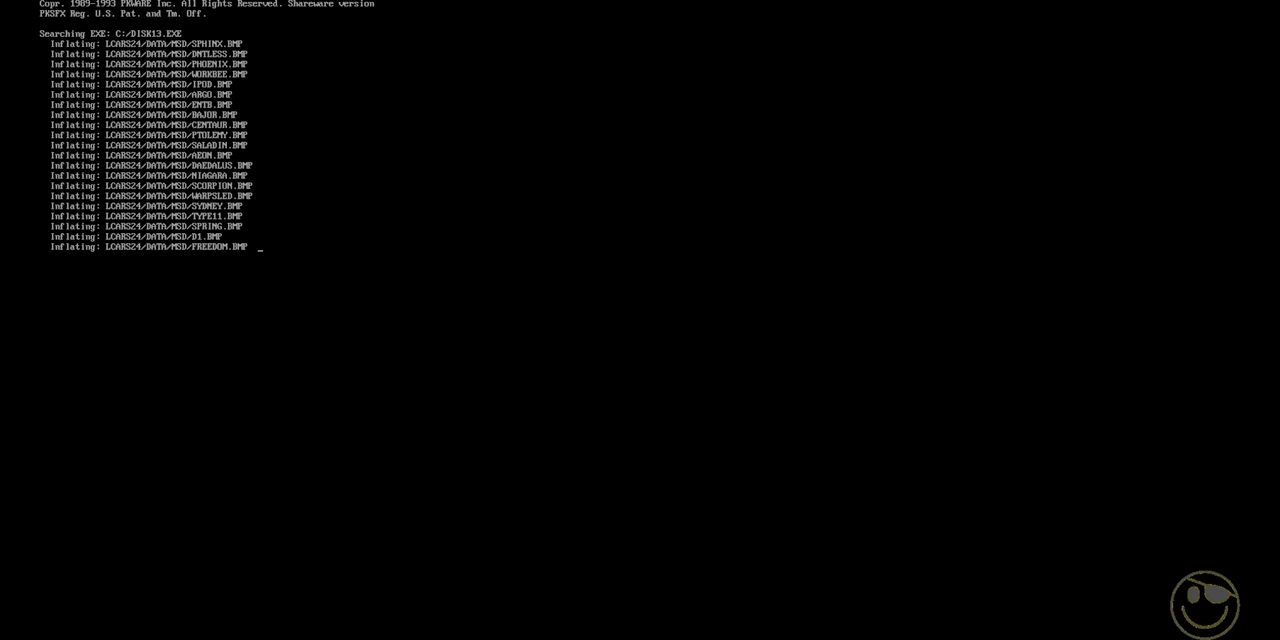 Copr. 1989-1993 PKWARE Inc. All Rights Reserved. Shareware version
PKSFX Reg. U.S. Pat. and Tm. Off.
Searching EXE: C:/DISK13.EXE
Inflating: LCARS24/DATA/MSD/SPHINX.BMP
Inflating: LCARS24/DATA/MSD/DNTLESS.BMP
Inflating: LCARS24/DATA/MSD/PHOENIX.BMP
Inflating: LCARS24/DATA/MSD/WORKBEE.BMP
Inflating: LCARS24/DATA/MSD/IPOD.BMP
Inflating: LCARS24/DATA/MSD/ARGO.BMP
Inflating: LCARS24/DATA/MSD/ENTB.BMP
Inflating: LCARS24/DATA/MSD/BAJOR.BMP
Inflating: LCARS24/DATA/MSD/CENTAUR.BMP
Inflating: LCARS24/DATA/MSD/PTOLEMY.BMP
Inflating: LCARS24/DATA/MSD/SALADIN.BMP
Inflating: LCARS24/DATA/MSD/AEON.BMP
Inflating: LCARS24/DATA/MSD/DAEDALUS.BMP
Inflating: LCARS24/DATA/MSD/NIAGARA.BMP
Inflating: LCARS24/DATA/MSD/SCORPION.BMP
Inflating: LCARS24/DATA/MSD/WARPSLED.BMP
Inflating: LCARS24/DATA/MSD/SYDNEY.BMP
Inflating: LCARS24/DATA/MSD/TYPE11.BMP
Inflating: LCARS24/DATA/MSD/SPRING.BMP
Inflating: LCARS24/DATA/MSD/D1.BMP
Inflating: LCARS24/DATA/MSD/FREEDOM.BMP _